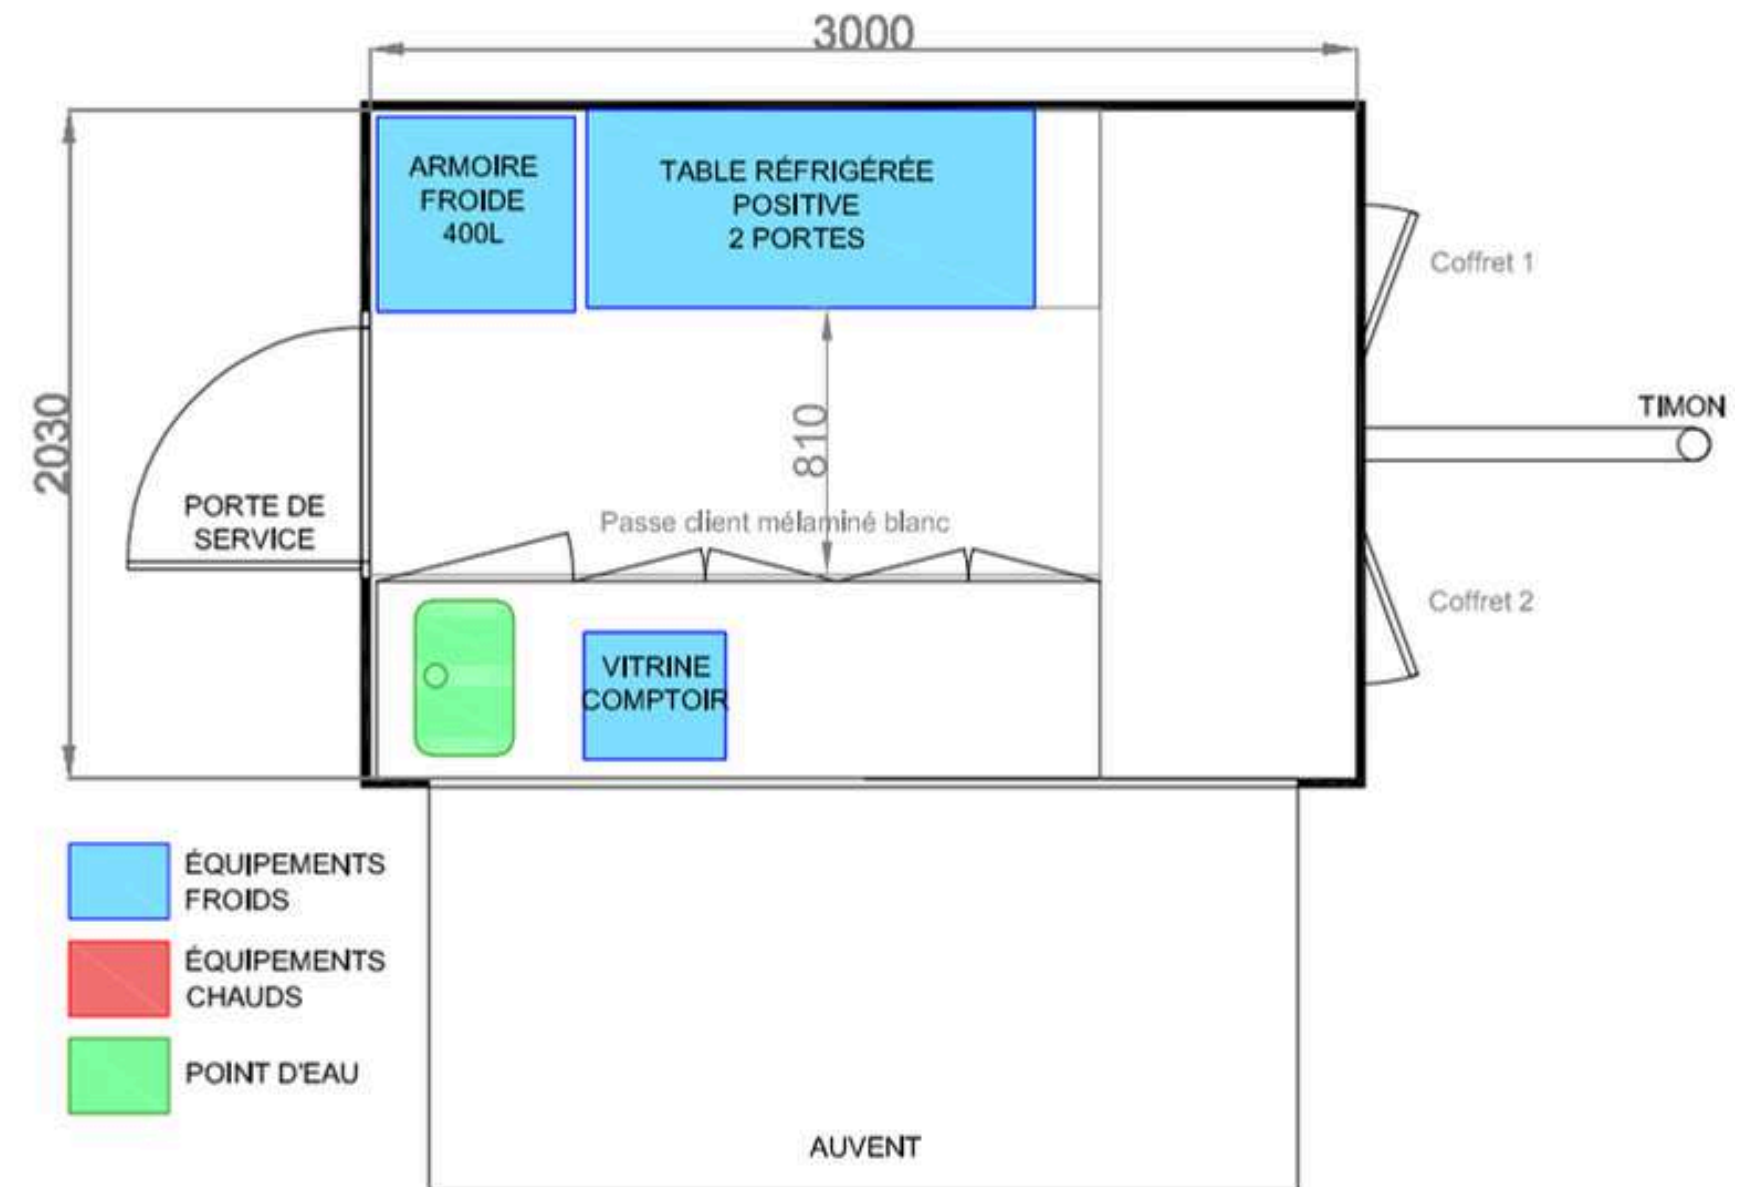 3000
ARMOIRE
FROIDE
400L
TABLE RÉFRIGÉRÉE
POSITIVE
2 PORTES
Coffret 1
2030
810
TIMON
PORTE DE
SERVICE
Passe client mélaminé blanc
Coffret 2
VITRINE
COMPTOIR
ÉQUIPEMENTS
FROIDS
ÉQUIPEMENTS
CHAUDS
POINT D'EAU
AUVENT